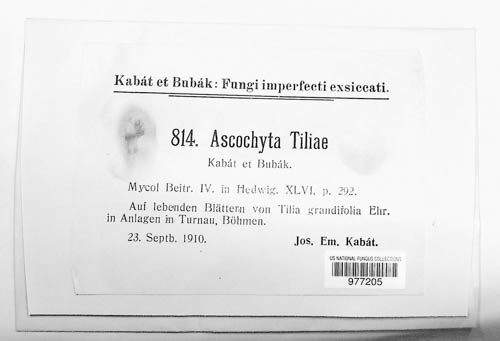 Kabát et Bubák: Fungi imperfecti exsiccati.
814. Ascochyta Tiliae
Kabát et Bubák.
Mycol Beitr. IV. in Hedwig. XLVI. p. 292.
Auf lebenden Blättern von Tilia grandifolia Ehr.
in Anlagen in Turnau, Böhmen.
23. Septb. 1910.
Jos. Em. Kabát.
US NATIONAL FUNGUS COLLECTIONS
977205